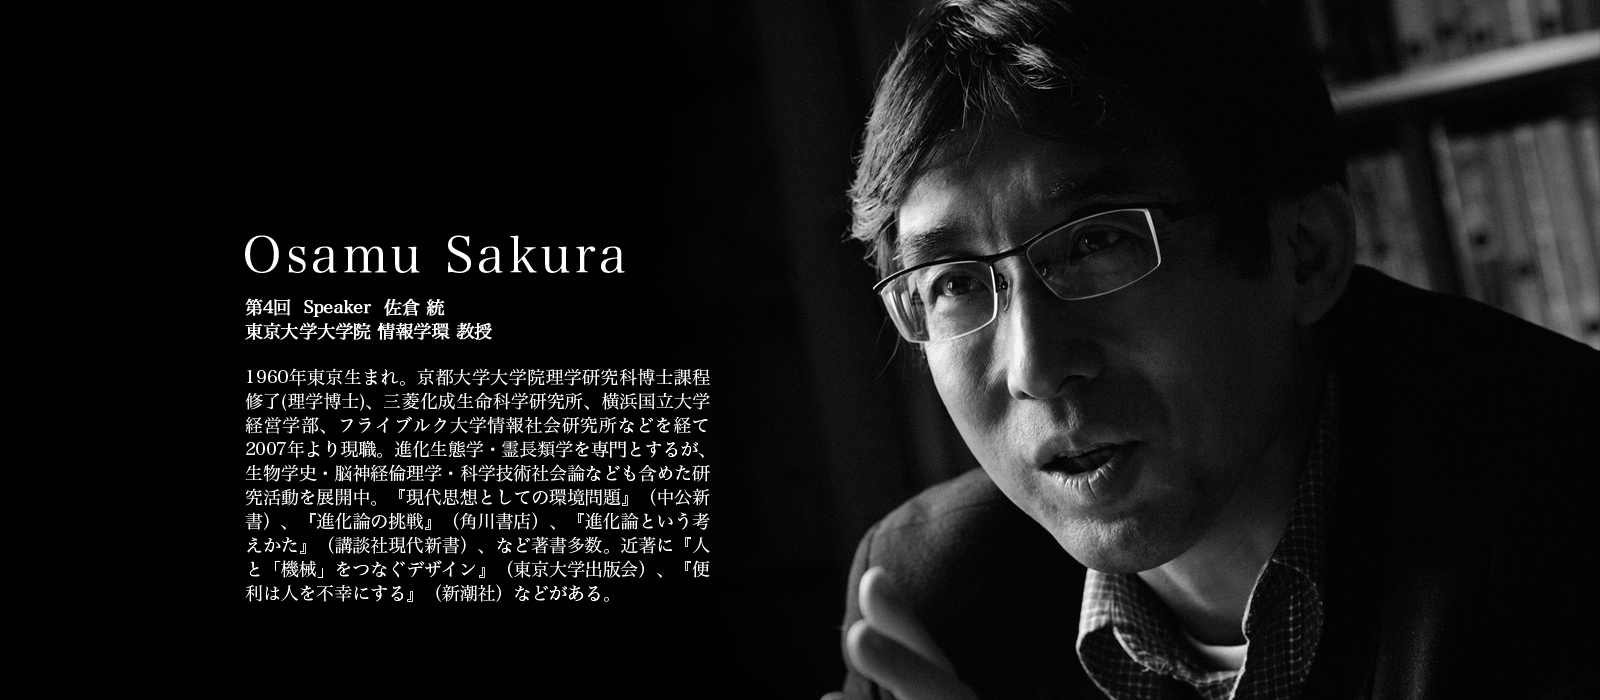 Osamu Sakura
第4回 Speaker 佐倉 統
東京大学大学院 情報学環 教授
1960年東京生まれ。京都大学大学院理学研究科博士課程
修了(理学博士)、三菱化成生命科学研究所、横浜国立大学
経営学部、フライブルク大学情報社会研究所などを経て
2007年より現職。進化生態学・霊長類学を専門とするが、
生物学史・脳神経倫理学・科学技術社会論なども含めた研
究活動を展開中。『現代思想としての環境問題』（中公新
書）、『進化論の挑戦』（角川書店）、『進化論という考
えかた』（講談社現代新書）、など著書多数。近著に『人
と「機械」をつなぐデザイン』（東京大学出版会）、『便
利は人を不幸にする』（新潮社）などがある。